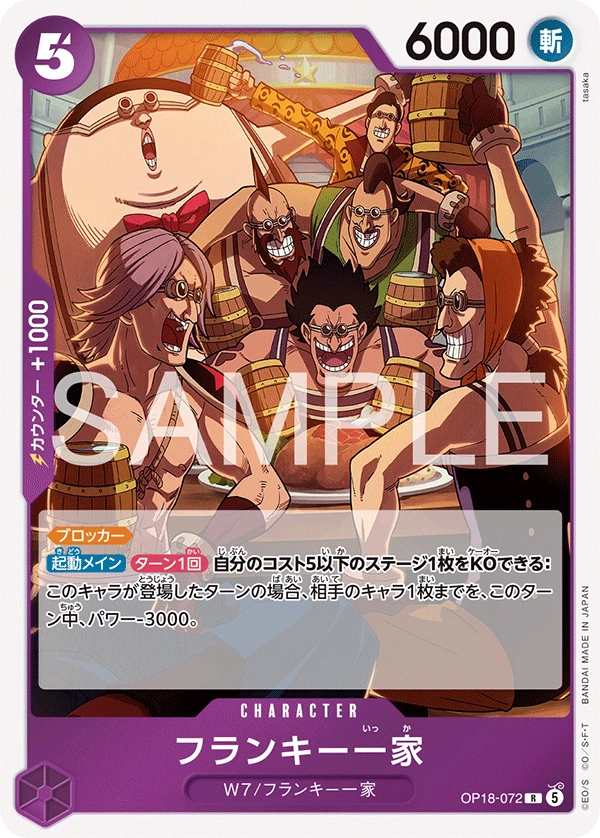 5
6000
斬
tasaka
カウンター +1000
SAMPLE
ブロッカー
起動メイン ターン1回 自分のコスト5以下のステージ1枚をKOできる:
このキャラが登場したターンの場合、相手のキャラ1枚までを、このター
ン中、パワー-3000。
CHARACTER
フランキー一家
W7/フランキー一家
OP18-072 R 5
©E.O/S ©O/S・F・T BANDAI MADE IN JAPAN